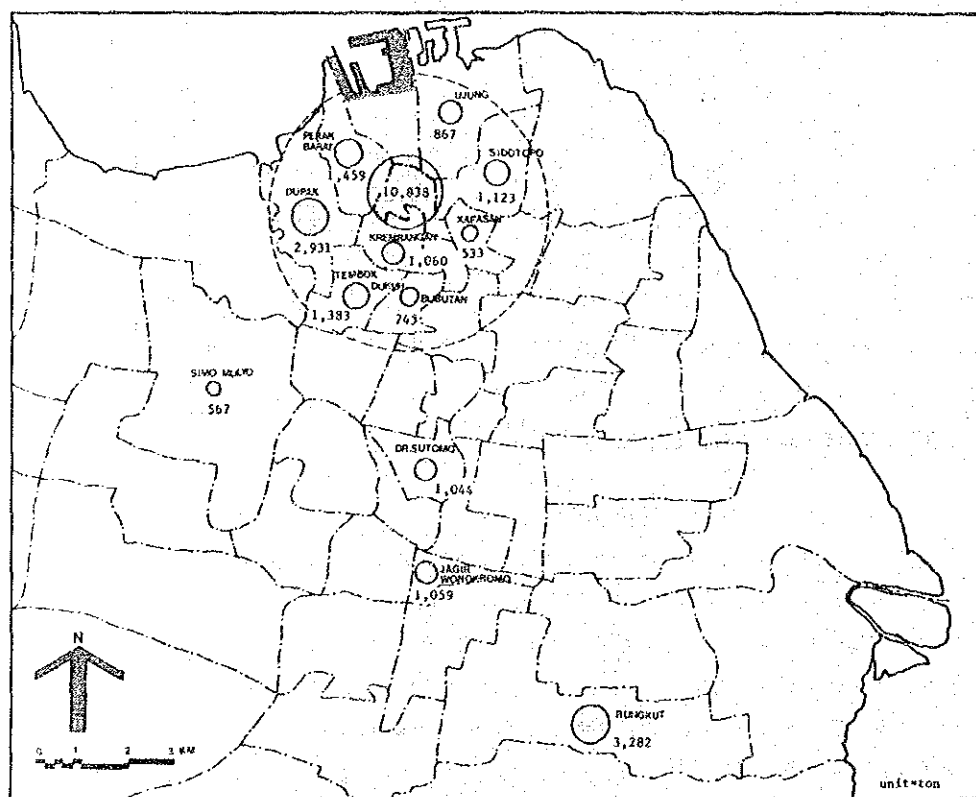 UJUNG
867
PERAK
BARAT
,459
SIDOTOPO
1,123
10,838
DUPAK
2,931
KAPASAN
533
KREMBANGAN
1,060
TEMBOK
DUKUH
1,383
BUBUTAN
745
SIMO MULYO
567
DR.SUTOMO
1,044
JAGIR
WONOKROMO
1,059
N
0 1 2 3 KM
RUNGKUT
3,282
unit=ton